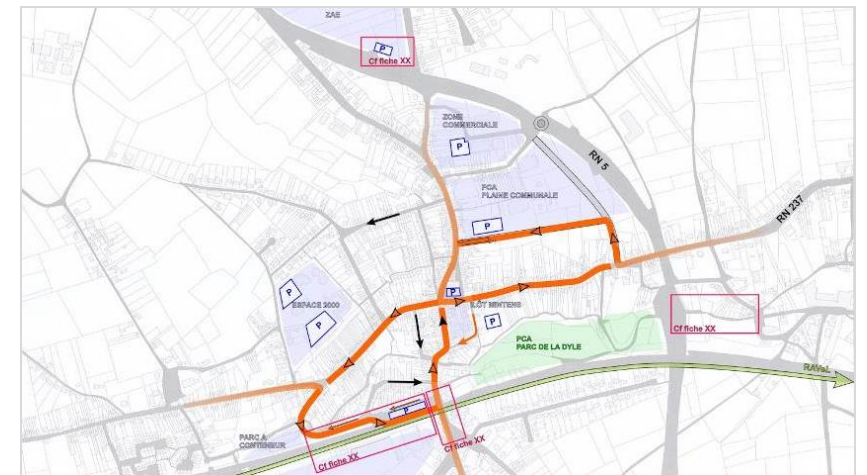 ZAE
P
Cf fiche XX
ZONE
COMMERCIALE
P
RN 5
PCA
PLAINE COMMUNALE
P
RN 237
P
ESPACE 2000
P
P
ILOT MINTENS
P
Cf fiche XX
PCA
PARC DE LA DYLE
RAVeL
P
PARC A
CONTENEUR
Cf fiche XX
Cf fiche XX